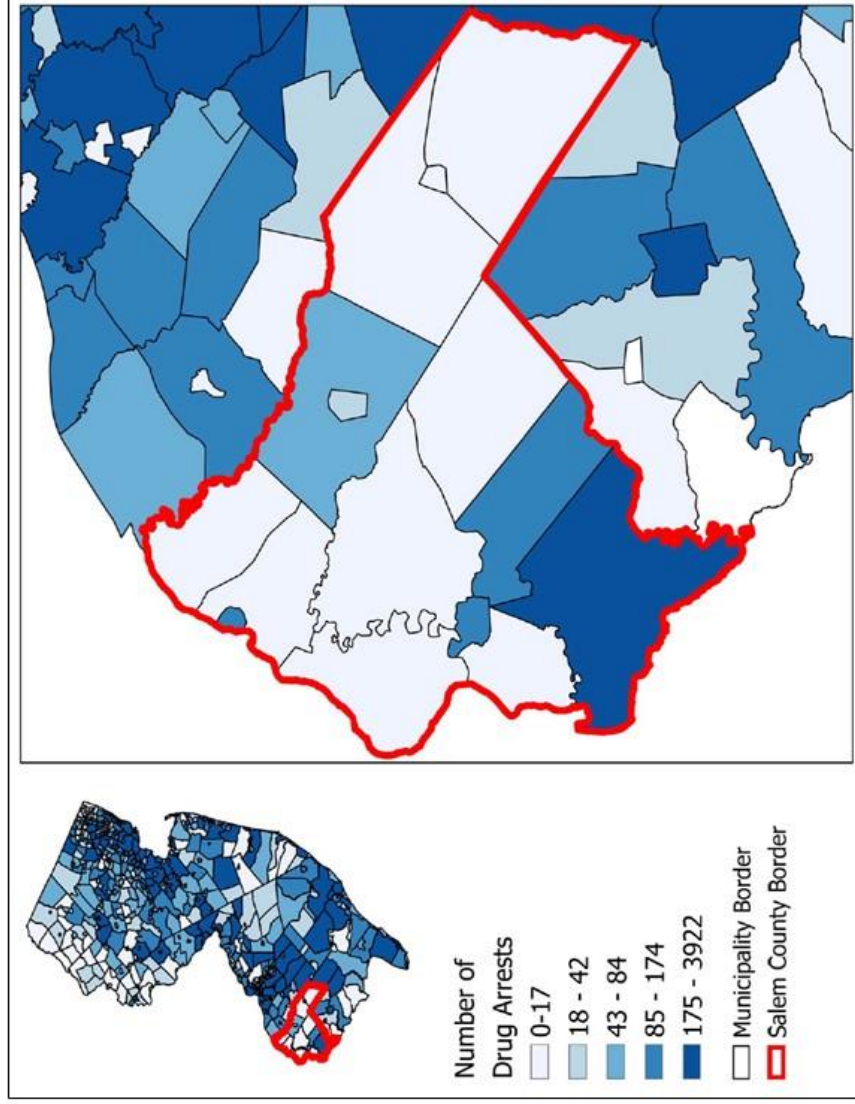 Number of
Drug Arrests
0-17
18 - 42
43 - 84
85 - 174
175 - 3922
Municipality Border
Salem County Border